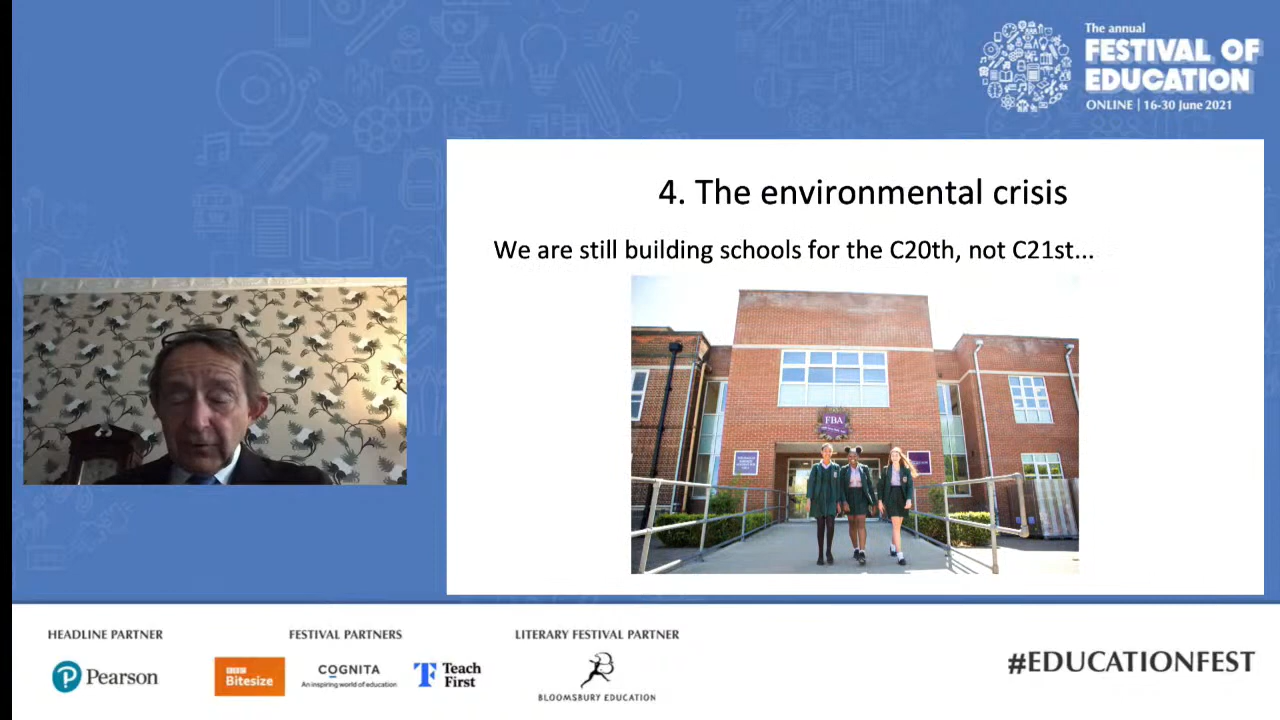 The annual
FESTIVAL OF
EDUCATION
ONLINE | 16-30 June 2021
4. The environmental crisis
We are still building schools for the C20th, not C21st...
FBA
HEADLINE PARTNER
FESTIVAL PARTNERS
LITERARY FESTIVAL PARTNER
Pearson
BBC
Bitesize
COGNITA
An inspiring world of education
Teach
First
BLOOMSBURY EDUCATION
#EDUCATIONFEST